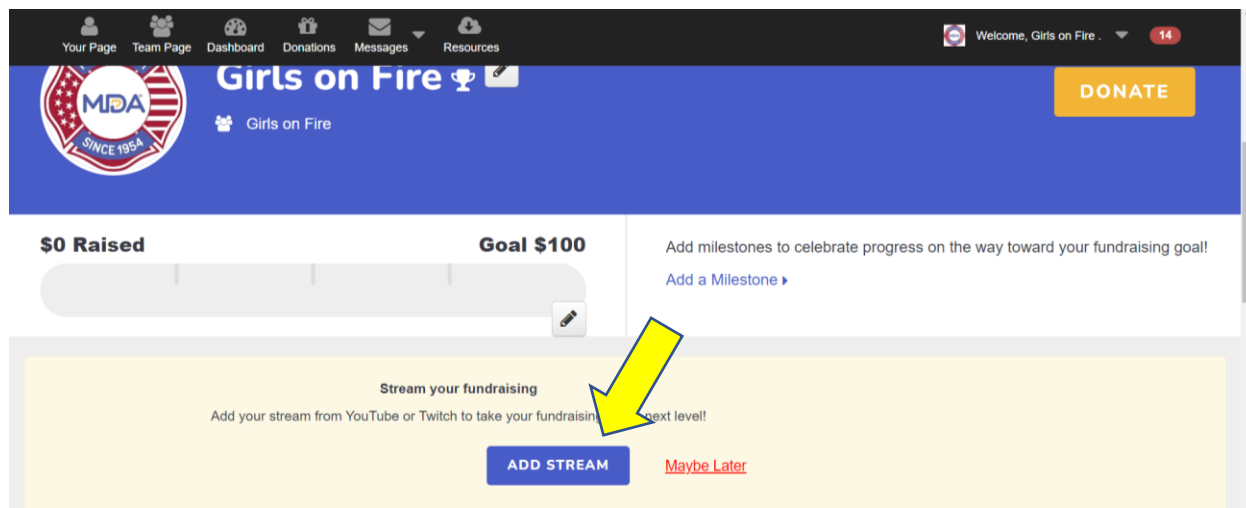 Your Page Team Page Dashboard Donations Messages Resources
Welcome, Girls on Fire . 14
Girls on Fire
DONATE
MDA
SINCE 1954
Girls on Fire
$0 Raised Goal $100
Add milestones to celebrate progress on the way toward your fundraising goal!
Add a Milestone
Stream your fundraising
Add your stream from YouTube or Twitch to take your fundraising next level!
ADD STREAM Maybe Later